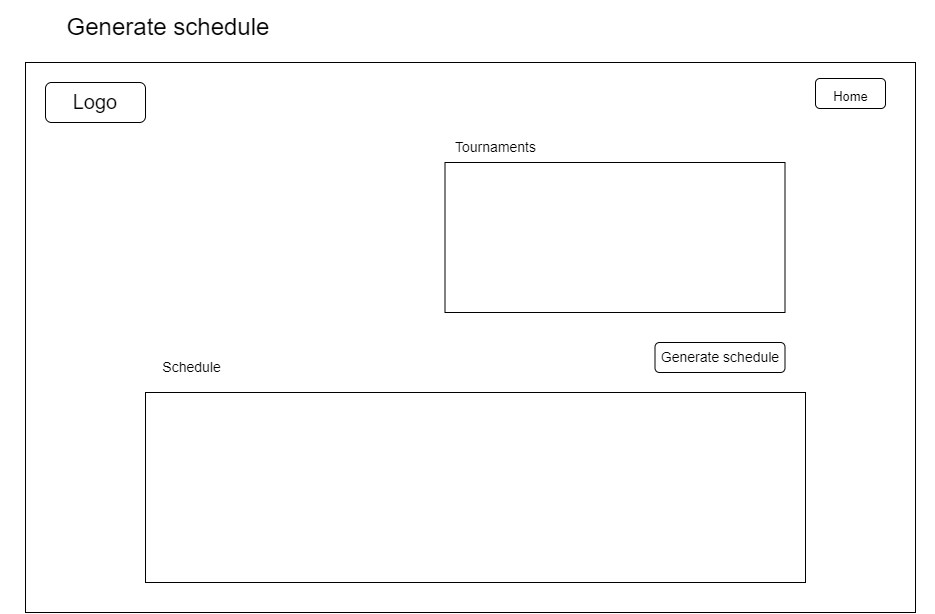 Generate schedule
Logo
Home
Tournaments
Generate schedule
Schedule